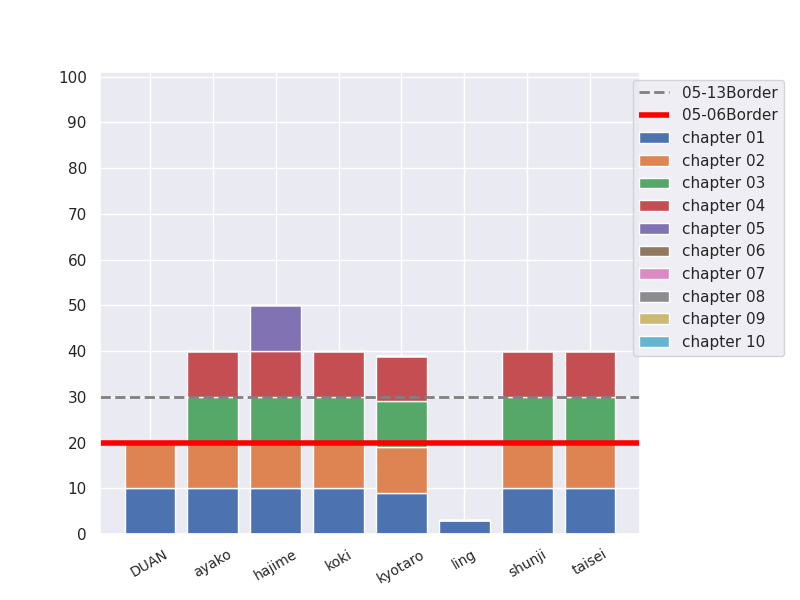 100
90
80
70
60
50
40
30
20
10
0
DUAN
ayako
hajime
koki
kyotaro
ling
shunji
taisei
05-13Border
05-06Border
chapter 01
chapter 02
chapter 03
chapter 04
chapter 05
chapter 06
chapter 07
chapter 08
chapter 09
chapter 10